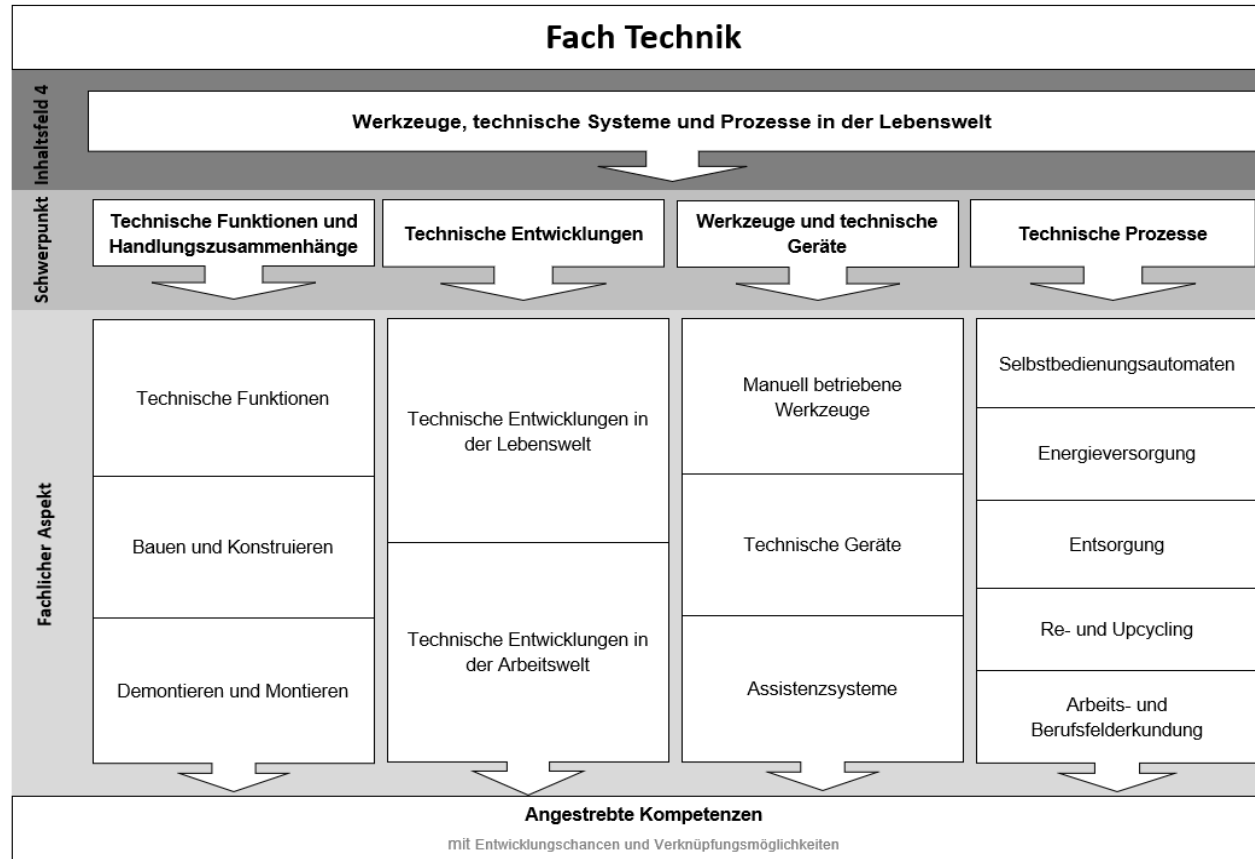 Fach Technik
Inhaltsfeld 4
Werkzeuge, technische Systeme und Prozesse in der Lebenswelt
Schwerpunkt
Technische Funktionen und
Handlungszusammenhänge
Technische Entwicklungen
Werkzeuge und technische
Geräte
Technische Prozesse
Fachlicher Aspekt
Technische Funktionen
Bauen und Konstruieren
Demontieren und Montieren
Technische Entwicklungen in
der Lebenswelt
Technische Entwicklungen in
der Arbeitswelt
Manuell betriebene
Werkzeuge
Technische Geräte
Assistenzsysteme
Selbstbedienungsautomaten
Energieversorgung
Entsorgung
Re- und Upcycling
Arbeits- und
Berufsfelderkundung
Angestrebte Kompetenzen
mit Entwicklungschancen und Verknüpfungsmöglichkeiten